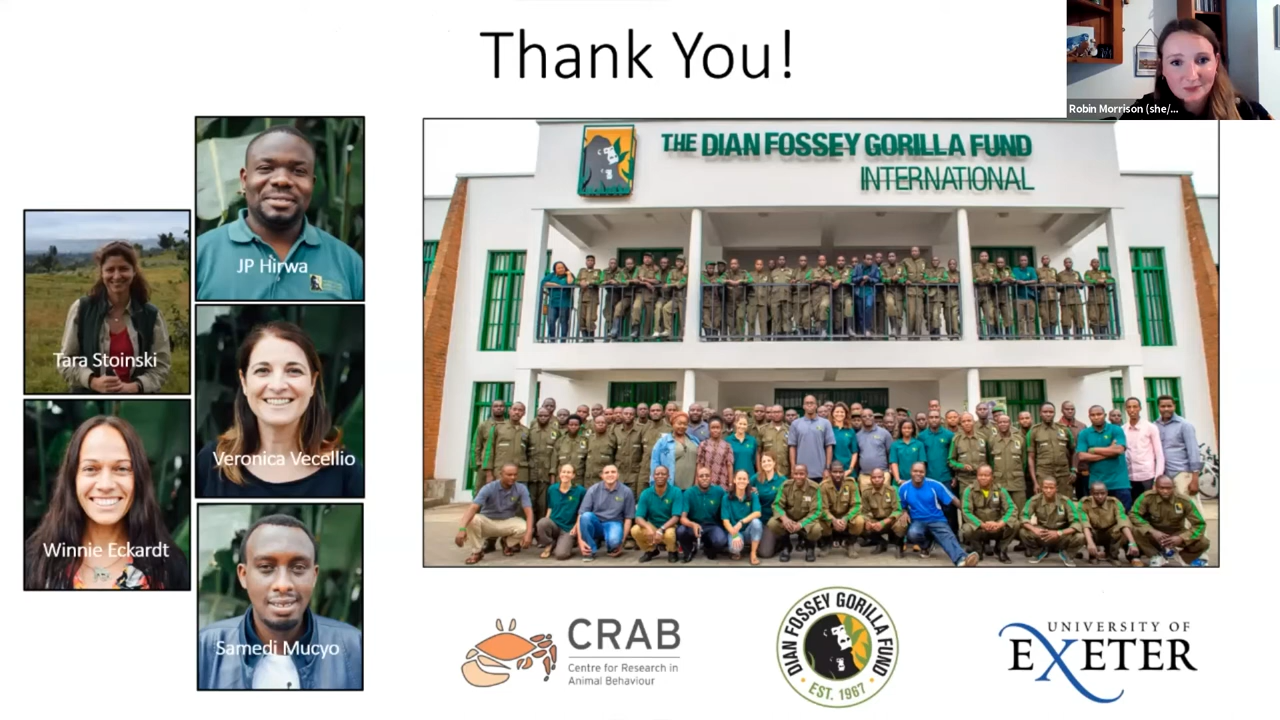 Thank You!
Robin Morrison (she/...
THE DIAN FOSSEY GORILLA FUND
INTERNATIONAL
JP Hirwa
Tara Stoinski
Veronica Vecellio
Winnie Eckardt
Samedi Mucyo
CRAB
Centre for Research in
Animal Behaviour
DIAN FOSSEY GORILLA FUND
EST. 1967
UNIVERSITY OF
EXETER